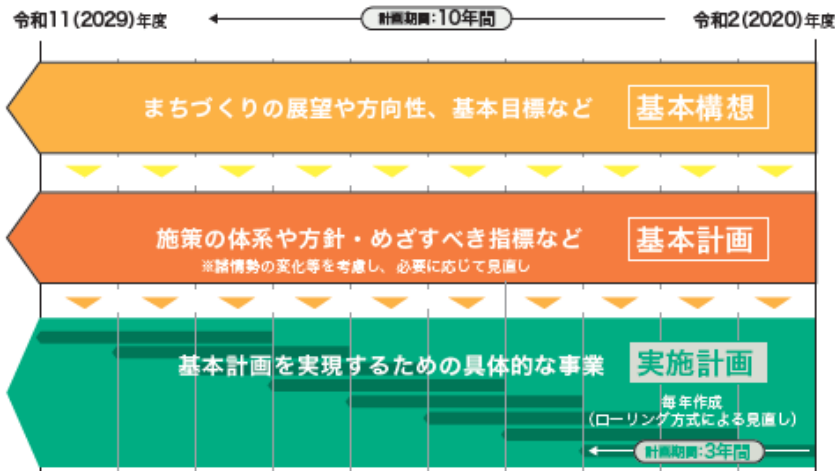 令和11(2029)年度
計画期間:10年間
令和2(2020)年度
まちづくりの展望や方向性、基本目標など
基本構想
施策の体系や方針・めざすべき指標など
基本計画
※諸情勢の変化等を考慮し、必要に応じて見直し
基本計画を実現するための具体的な事業
実施計画
毎年作成
(ローリング方式による見直し)
計画期間:3年間